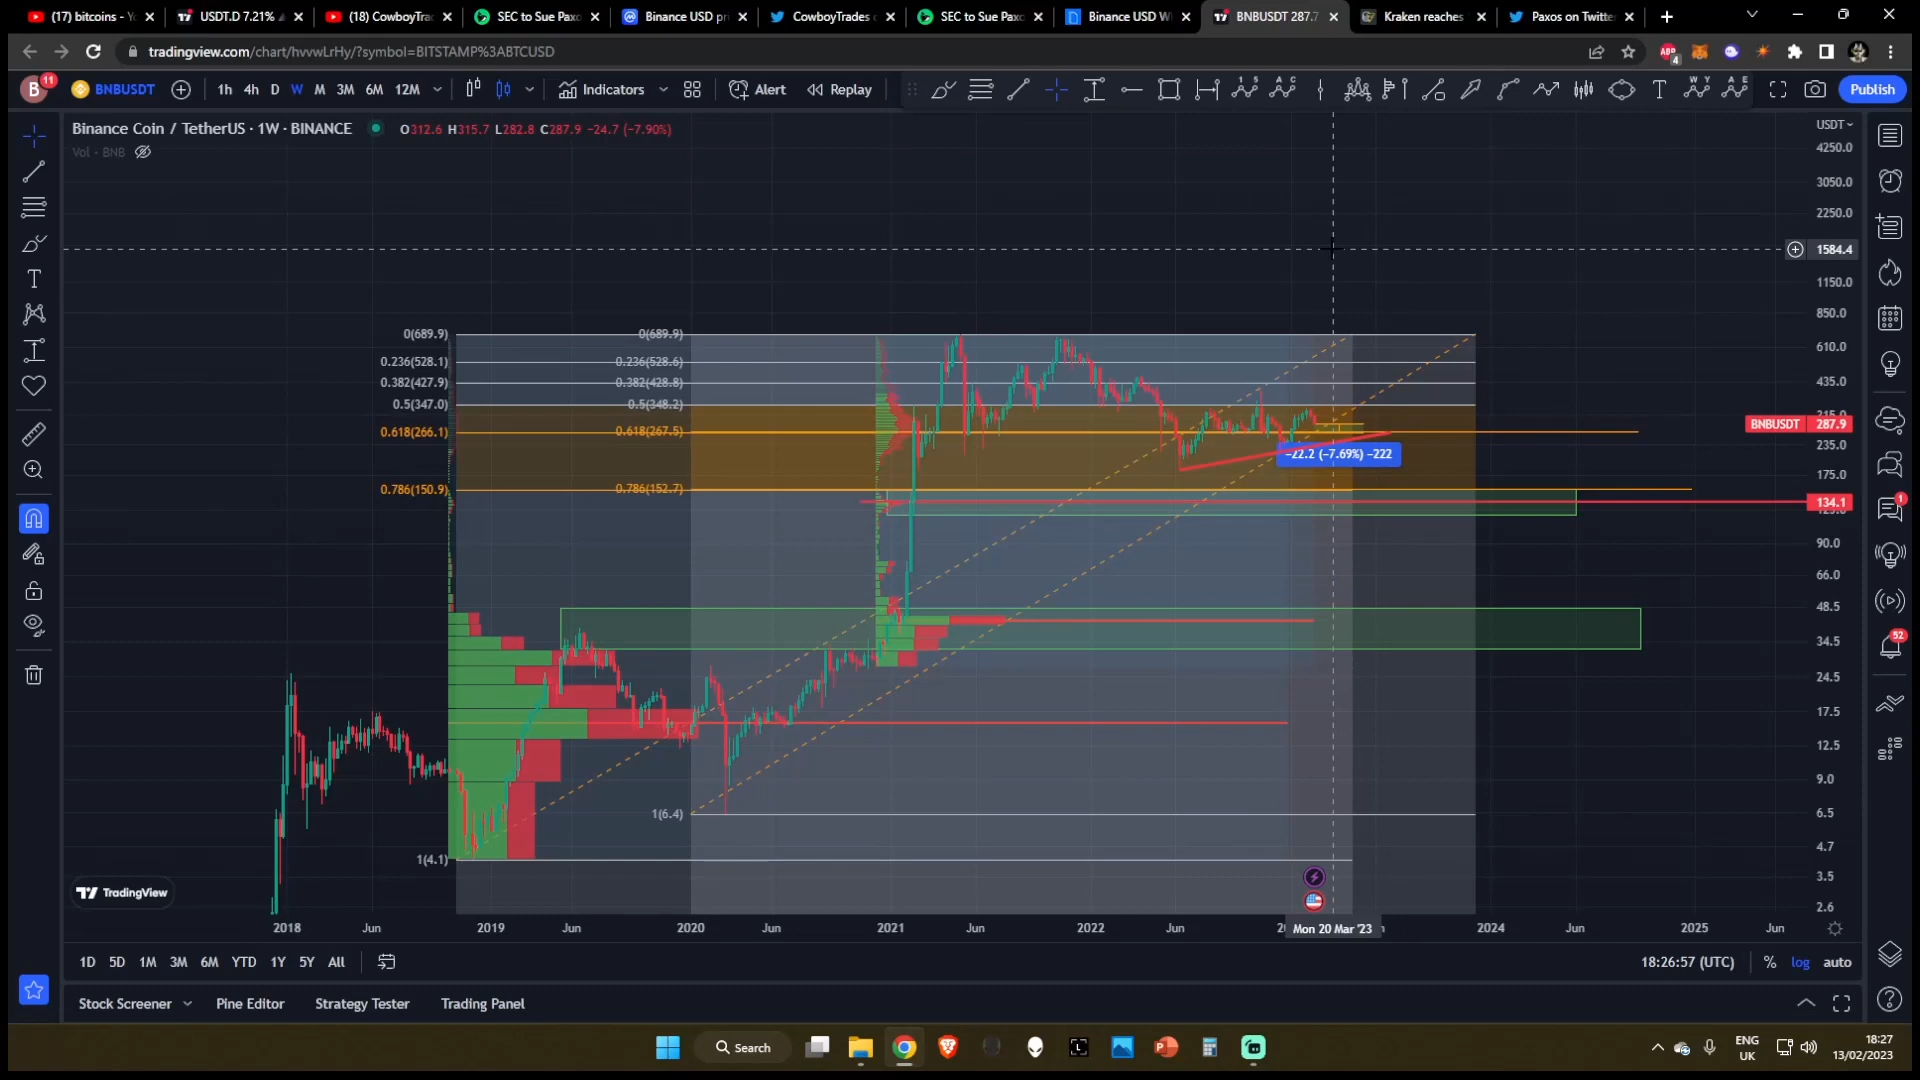 (17) bitcoins - Y
USDT.D 7.21%
(18) CowboyTra
SEC to Sue Paxo
Binance USD pr
CowboyTrades o
SEC to Sue Paxo
Binance USD W
BNBUSDT 287.7
Kraken reaches
Paxos on Twitte
tradingview.com/chart/hvvwLrHy/?symbol=BITSTAMP%3ABTCUSD
ABP 4
B 11
BNBUSDT
1h 4h D W M 3M 6M 12M
Indicators
Alert
Replay
Publish
Binance Coin / TetherUS · 1W · BINANCE
O312.6 H315.7 L282.8 C287.9 -24.7 (-7.90%)
Vol · BNB
USDT
4250.0
3050.0
2250.0
1584.4
1150.0
850.0
610.0
435.0
BNBUSDT 287.9
235.0
175.0
134.1
90.0
66.0
48.5
34.5
24.5
17.5
12.5
9.0
6.5
4.7
3.5
2.6
0(689.9)
0.236(528.1)
0.382(427.9)
0.5(347.0)
0.618(266.1)
0.786(150.9)
1(4.1)
0(689.9)
0.236(528.6)
0.382(428.8)
0.5(348.2)
0.618(267.5)
0.786(152.7)
1(6.4)
-22.2 (-7.69%) -222
TradingView
2018 Jun 2019 Jun 2020 Jun 2021 Jun 2022 Jun Mon 20 Mar '23 2024 Jun 2025 Jun
1D 5D 1M 3M 6M YTD 1Y 5Y All
18:26:57 (UTC) % log auto
Stock Screener
Pine Editor
Strategy Tester
Trading Panel
1
52
Search
ENG
UK
18:27
13/02/2023